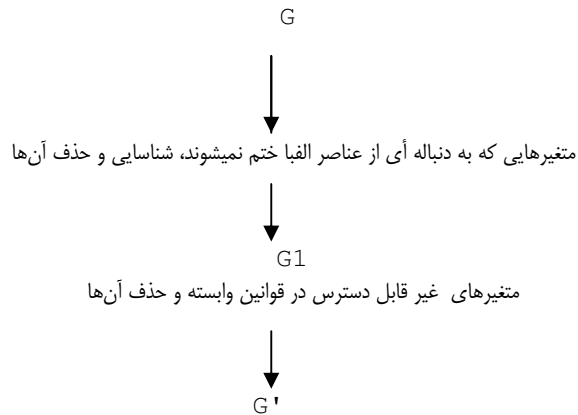 G
متغیرهایی که به دنباله أی از عناصر الفبا ختم نمیشوند، شناسایی و حذف آن‌ها
G1
متغیرهای غیر قابل دسترس در قوانین وابسته و حذف آن‌ها
G'